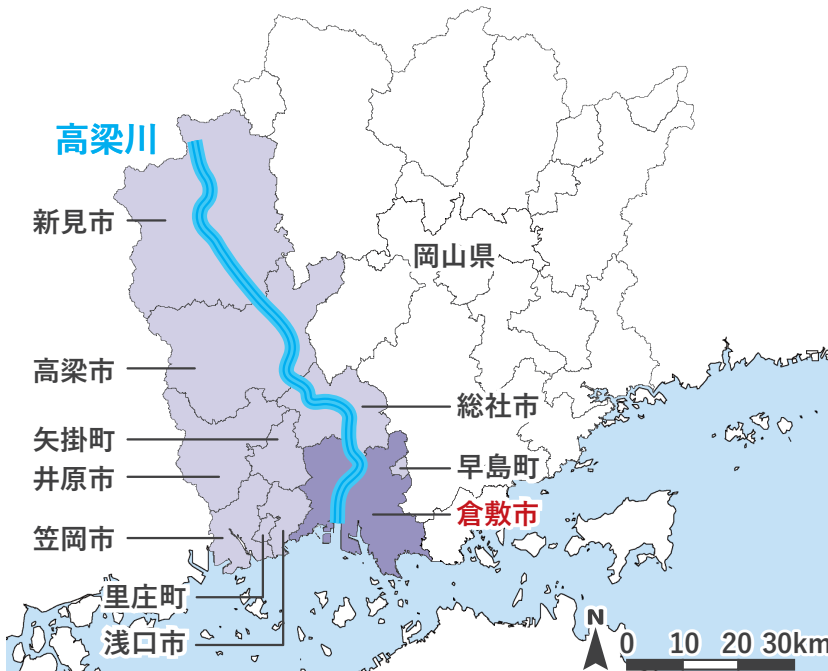 高梁川
新見市
岡山県
高梁市
総社市
矢掛町
早島町
井原市
倉敷市
笠岡市
里庄町
浅口市
N
0 10 20 30km